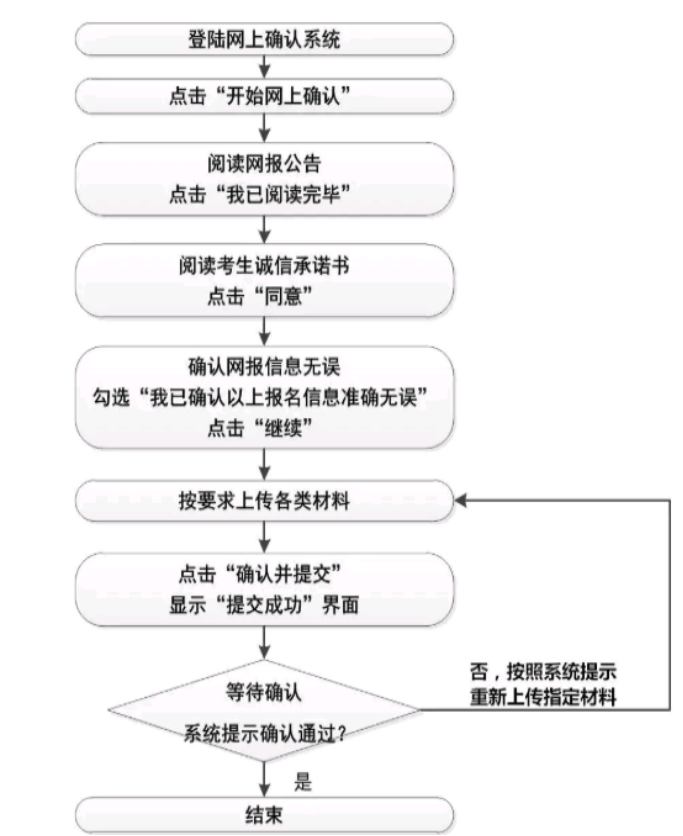 登陆网上确认系统
点击“开始网上确认”
阅读网报公告
点击“我已阅读完毕”
阅读考生诚信承诺书
点击“同意”
确认网报信息无误
勾选“我已确认以上报名信息准确无误”
点击“继续”
按要求上传各类材料
点击“确认并提交”
显示“提交成功”界面
等待确认
系统提示确认通过？
否，按照系统提示
重新上传指定材料
是
结束